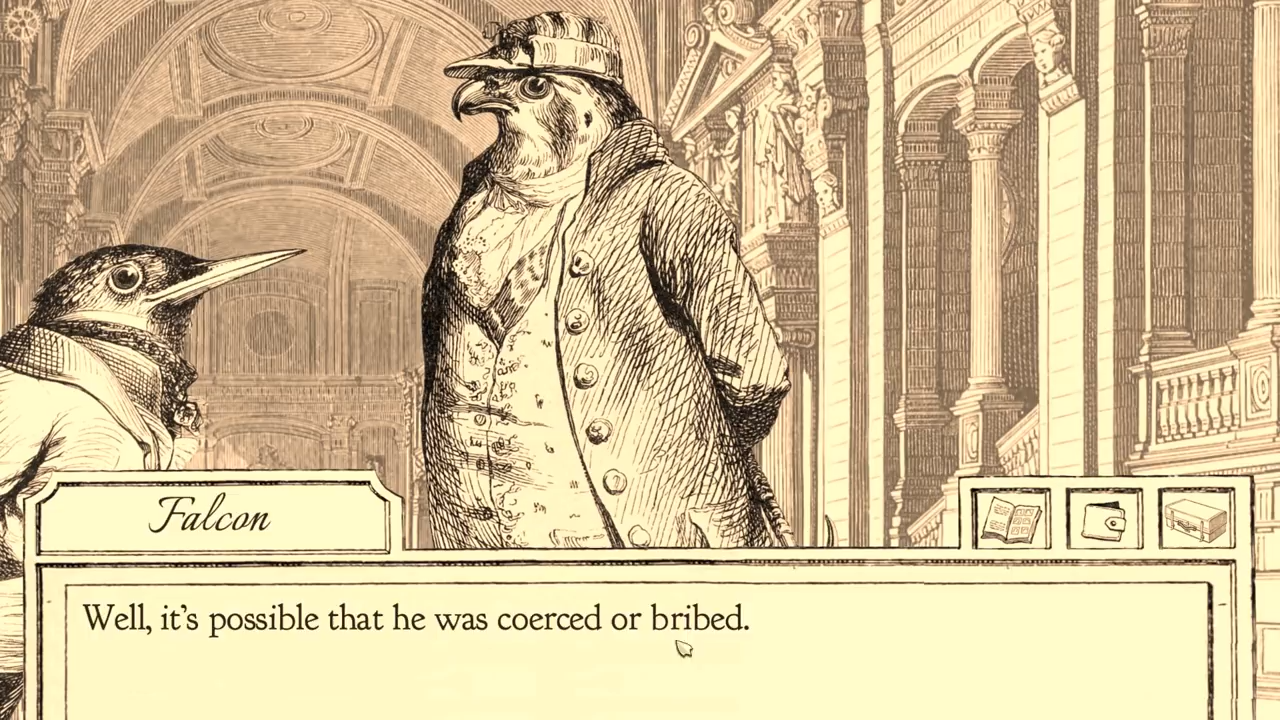 Falcon
Well, it's possible that he was coerced or bribed.